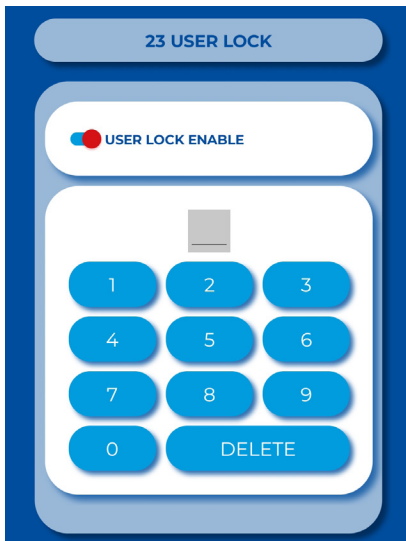 23 USER LOCK
USER LOCK ENABLE
1 2 3
4 5 6
7 8 9
0 DELETE